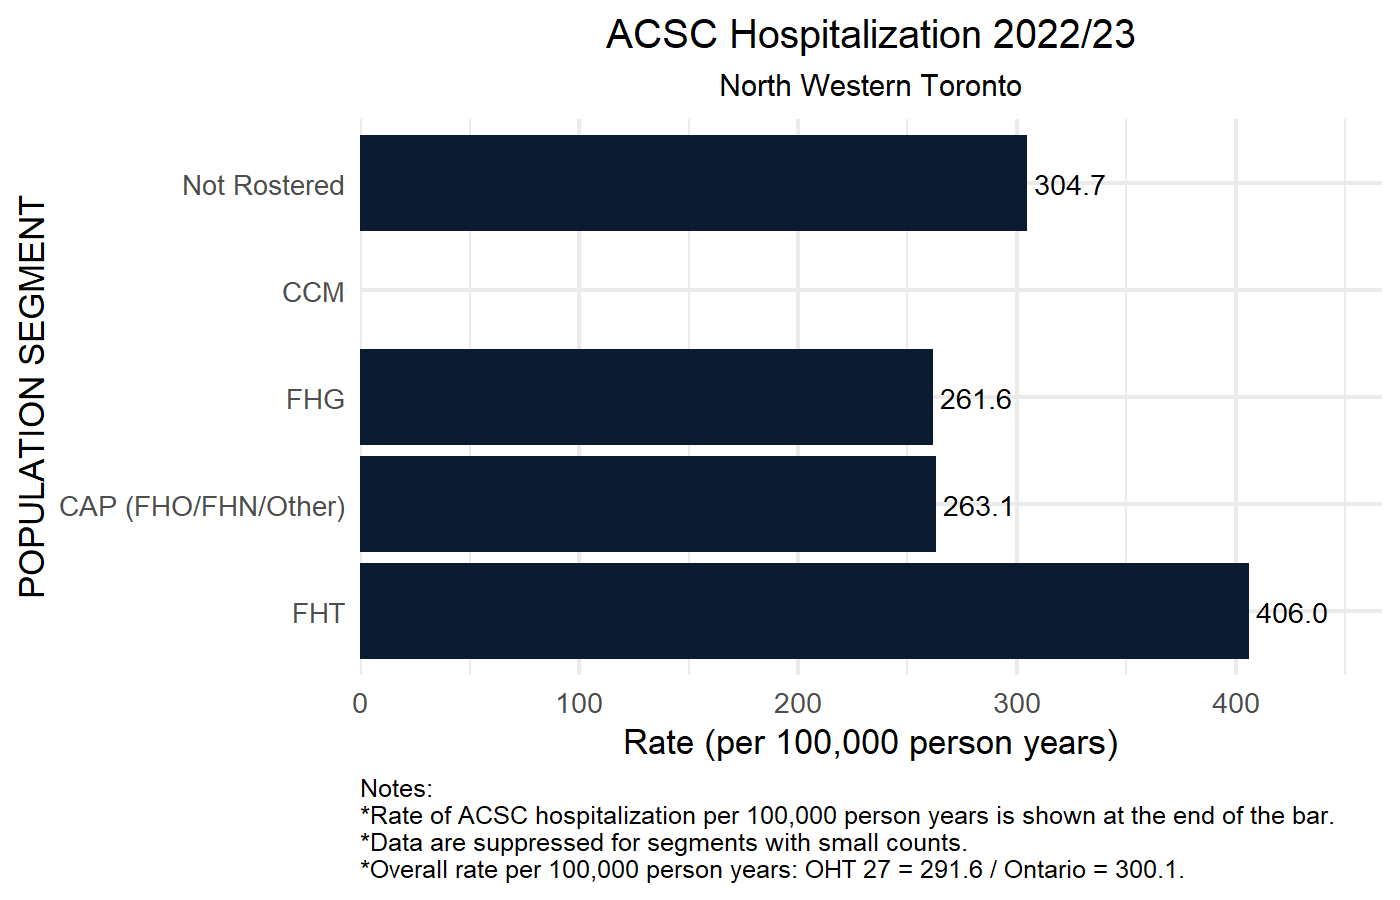 ACSC Hospitalization 2022/23
North Western Toronto
POPULATION SEGMENT
Not Rostered
304.7
CCM
FHG
261.6
CAP (FHO/FHN/Other)
263.1
FHT
406.0
0 100 200 300 400
Rate (per 100,000 person years)
Notes:
*Rate of ACSC hospitalization per 100,000 person years is shown at the end of the bar.
*Data are suppressed for segments with small counts.
*Overall rate per 100,000 person years: OHT 27 = 291.6 / Ontario = 300.1.